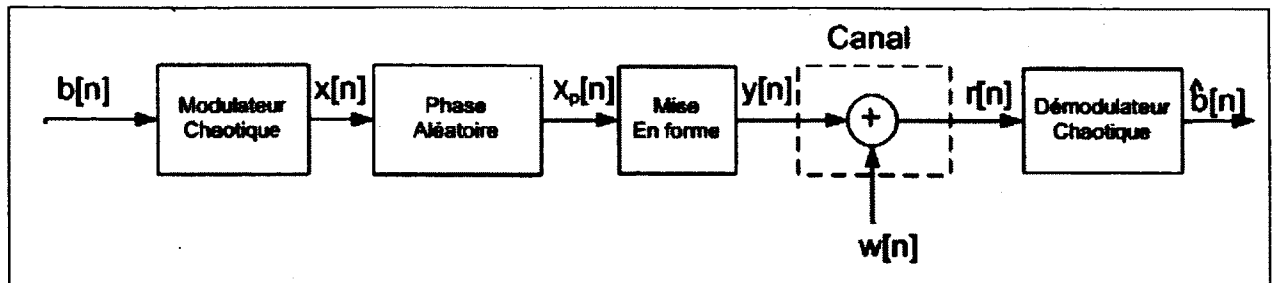 Canal
b[n]
Modulateur
Chaotique
x[n]
Phase
Aléatoire
Xp[n]
Mise
En forme
y[n]
+
r[n]
Démodulateur
Chaotique
b̂[n]
w[n]